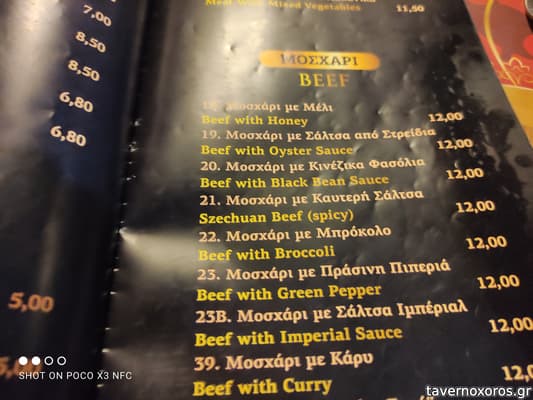 7,00
8,50
8,50
6,80
6,80
5,00
5,00
Meat with Mixed Vegetables 11,50
ΜΟΣΧΑΡΙ
BEEF
Μοσχάρι με Μέλι
Beef with Honey 12,00
19. Μοσχάρι με Σάλτσα από Στρείδια
Beef with Oyster Sauce 12,00
20. Μοσχάρι με Κινέζικα Φασόλια
Beef with Black Bean Sauce 12,00
21. Μοσχάρι με Καυτερή Σάλτσα
Szechuan Beef (spicy) 12,00
22. Μοσχάρι με Μπρόκολο
Beef with Broccoli 12,00
23. Μοσχάρι με Πράσινη Πιπεριά
Beef with Green Pepper 12,00
23Β. Μοσχάρι με Σάλτσα Ιμπέριαλ
Beef with Imperial Sauce 12,00
39. Μοσχάρι με Κάρυ
Beef with Curry
SHOT ON POCO X3 NFC
tavernoxoros.gr